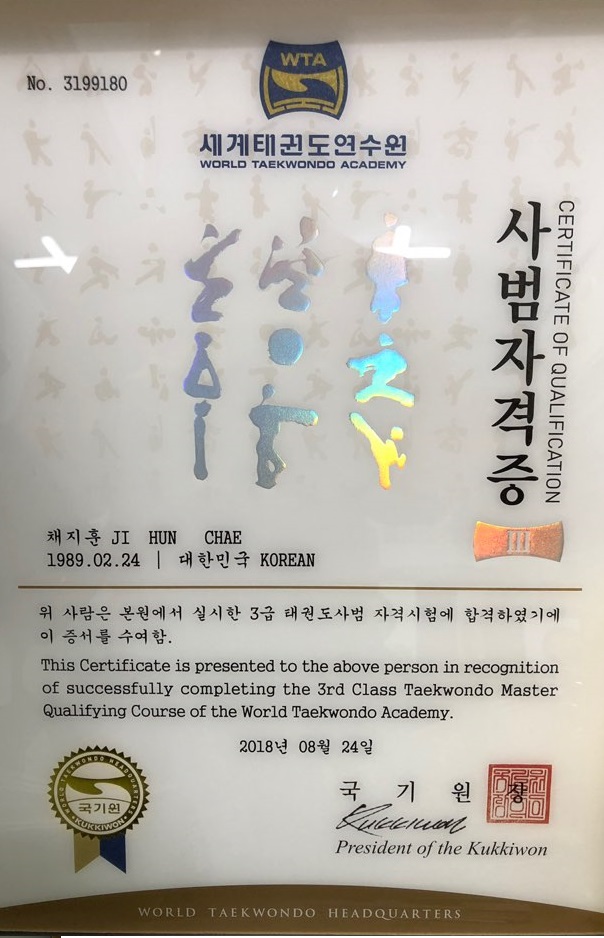 No. 3199180
WTA
세계태권도연수원
WORLD TAEKWONDO ACADEMY
사범자격증
CERTIFICATE OF QUALIFICATION
III
채지훈 JI HUN CHAE
1989.02.24 | 대한민국 KOREAN
위 사람은 본원에서 실시한 3급 태권도사범 자격시험에 합격하였기에
이 증서를 수여함.
This Certificate is presented to the above person in recognition
of successfully completing the 3rd Class Taekwondo Master
Qualifying Course of the World Taekwondo Academy.
2018년 08월 24일
WORLD TAEKWONDO HEADQUARTERS
국기원
KUKKIWON
국 기 원 장
Kukkiwon
President of the Kukkiwon
WORLD TAEKWONDO HEADQUARTERS